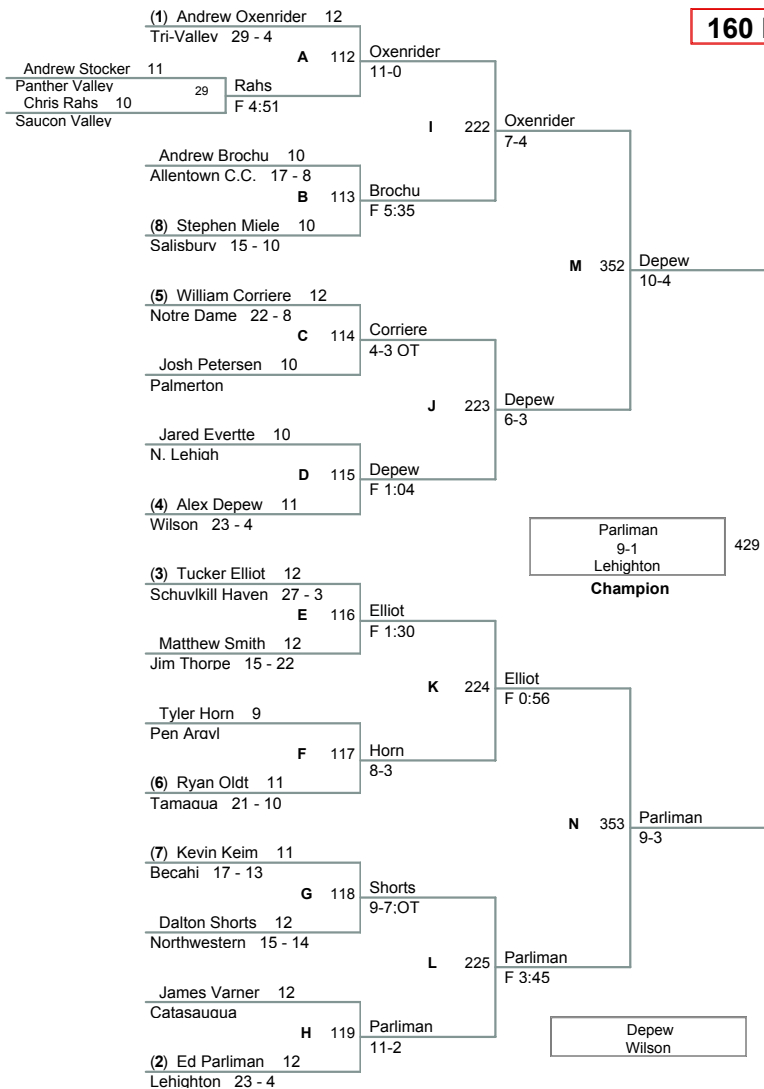 160
(1) Andrew Oxenrider 12
Tri-Valley 29 - 4
A 112
Oxenrider
11-0
Andrew Stocker 11
Panther Valley
29
Chris Rahs 10
Saucon Valley
Rahs
F 4:51
I 222
Oxenrider
7-4
Andrew Brochu 10
Allentown C.C. 17 - 8
B 113
Brochu
F 5:35
(8) Stephen Miele 10
Salisbury 15 - 10
M 352
Depew
10-4
(5) William Corriere 12
Notre Dame 22 - 8
C 114
Corriere
4-3 OT
Josh Petersen 10
Palmerton
J 223
Depew
6-3
Jared Evertte 10
N. Lehigh
D 115
Depew
F 1:04
(4) Alex Depew 11
Wilson 23 - 4
Parliman
9-1
Lehighton
429
Champion
(3) Tucker Elliot 12
Schuylkill Haven 27 - 3
E 116
Elliot
F 1:30
Matthew Smith 12
Jim Thorpe 15 - 22
K 224
Elliot
F 0:56
Tyler Horn 9
Pen Argyl
F 117
Horn
8-3
(6) Ryan Oldt 11
Tamaqua 21 - 10
N 353
Parliman
9-3
(7) Kevin Keim 11
Becahi 17 - 13
G 118
Shorts
9-7;OT
Dalton Shorts 12
Northwestern 15 - 14
L 225
Parliman
F 3:45
James Varner 12
Catasauqua
H 119
Parliman
11-2
(2) Ed Parliman 12
Lehighton 23 - 4
Depew
Wilson